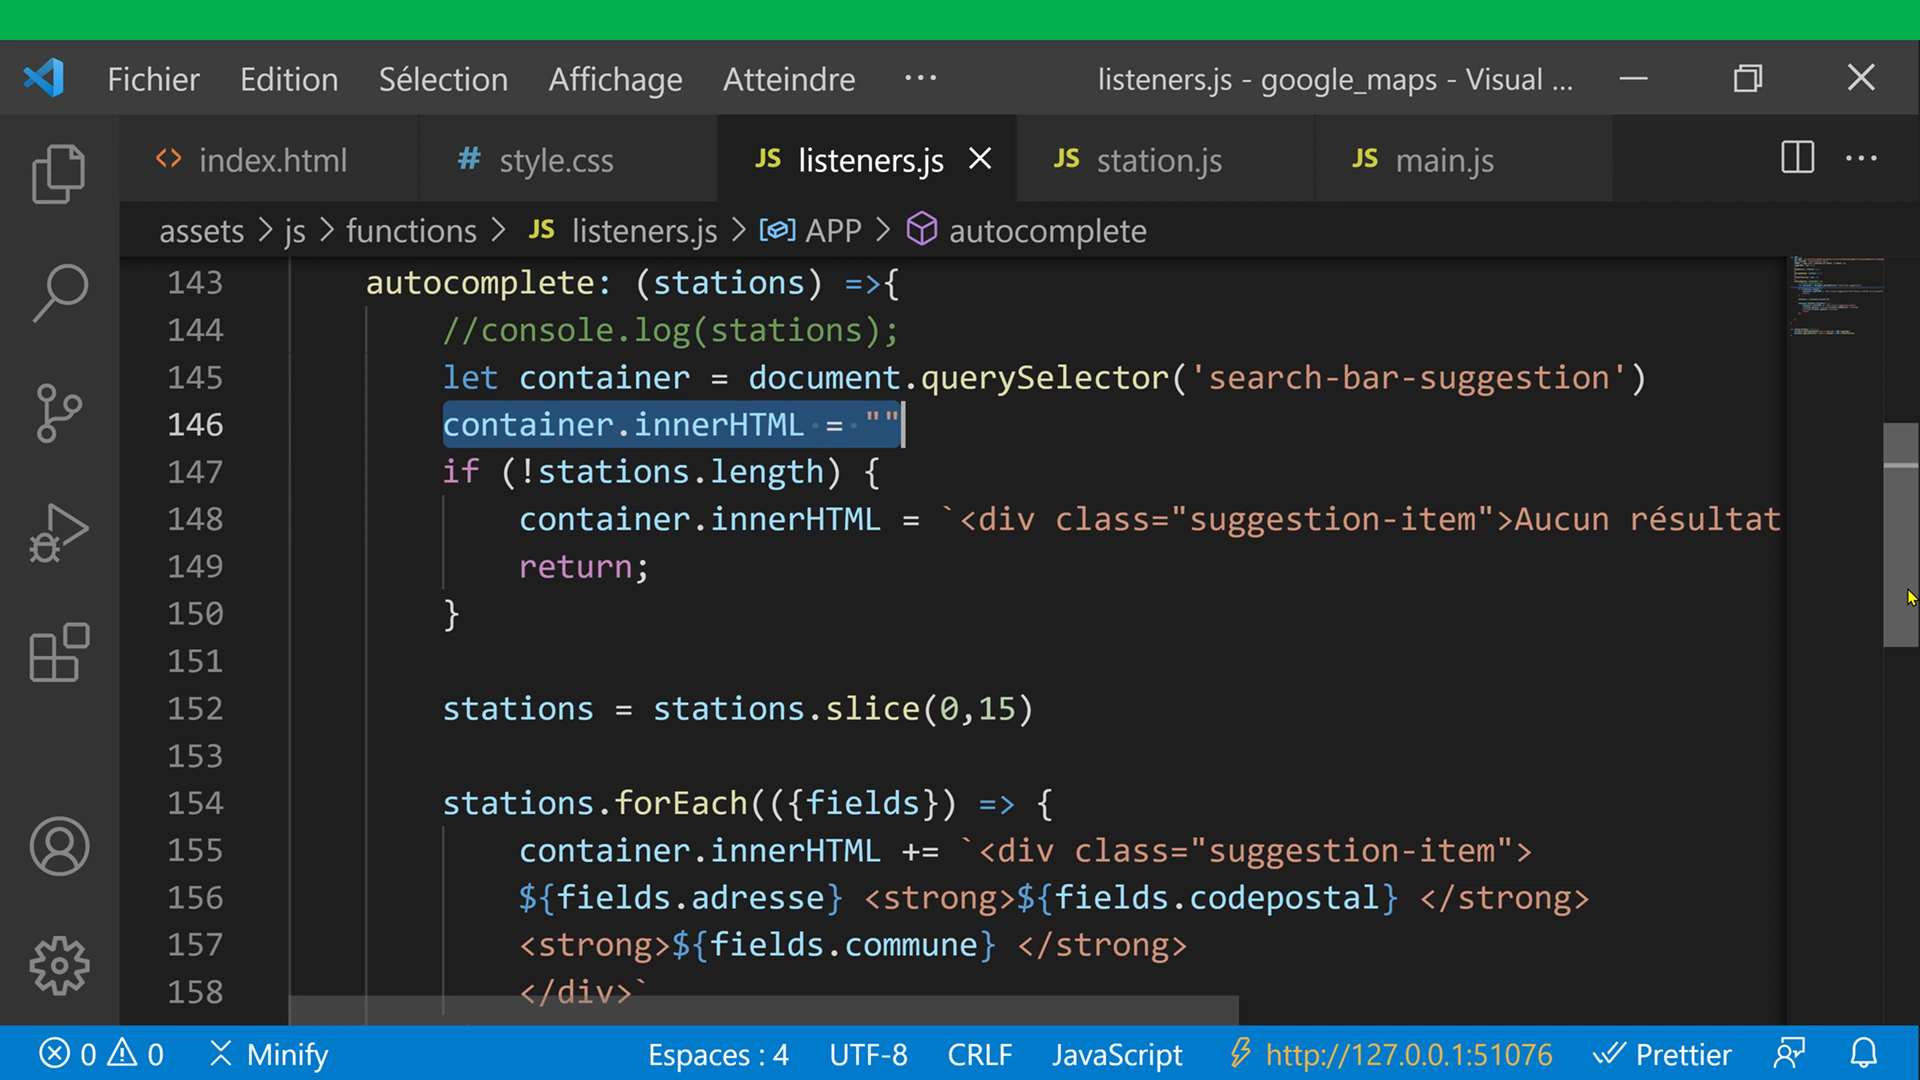 Fichier Edition Sélection Affichage Atteindre ··· listeners.js - google_maps - Visual ...
<> index.html # style.css JS listeners.js JS station.js JS main.js ···
assets > js > functions > JS listeners.js > APP > autocomplete
143 autocomplete: (stations) =>{
144 //console.log(stations);
145 let container = document.querySelector('search-bar-suggestion')
146 container.innerHTML = ""
147 if (!stations.length) {
148 container.innerHTML = `<div class="suggestion-item">Aucun résultat
149 return;
150 }
151
152 stations = stations.slice(0,15)
153
154 stations.forEach(({fields}) => {
155 container.innerHTML += `<div class="suggestion-item">
156 ${fields.adresse} <strong>${fields.codepostal} </strong>
157 <strong>${fields.commune} </strong>
158 </div>`
0 0 Minify Espaces : 4 UTF-8 CRLF JavaScript http://127.0.0.1:51076 Prettier